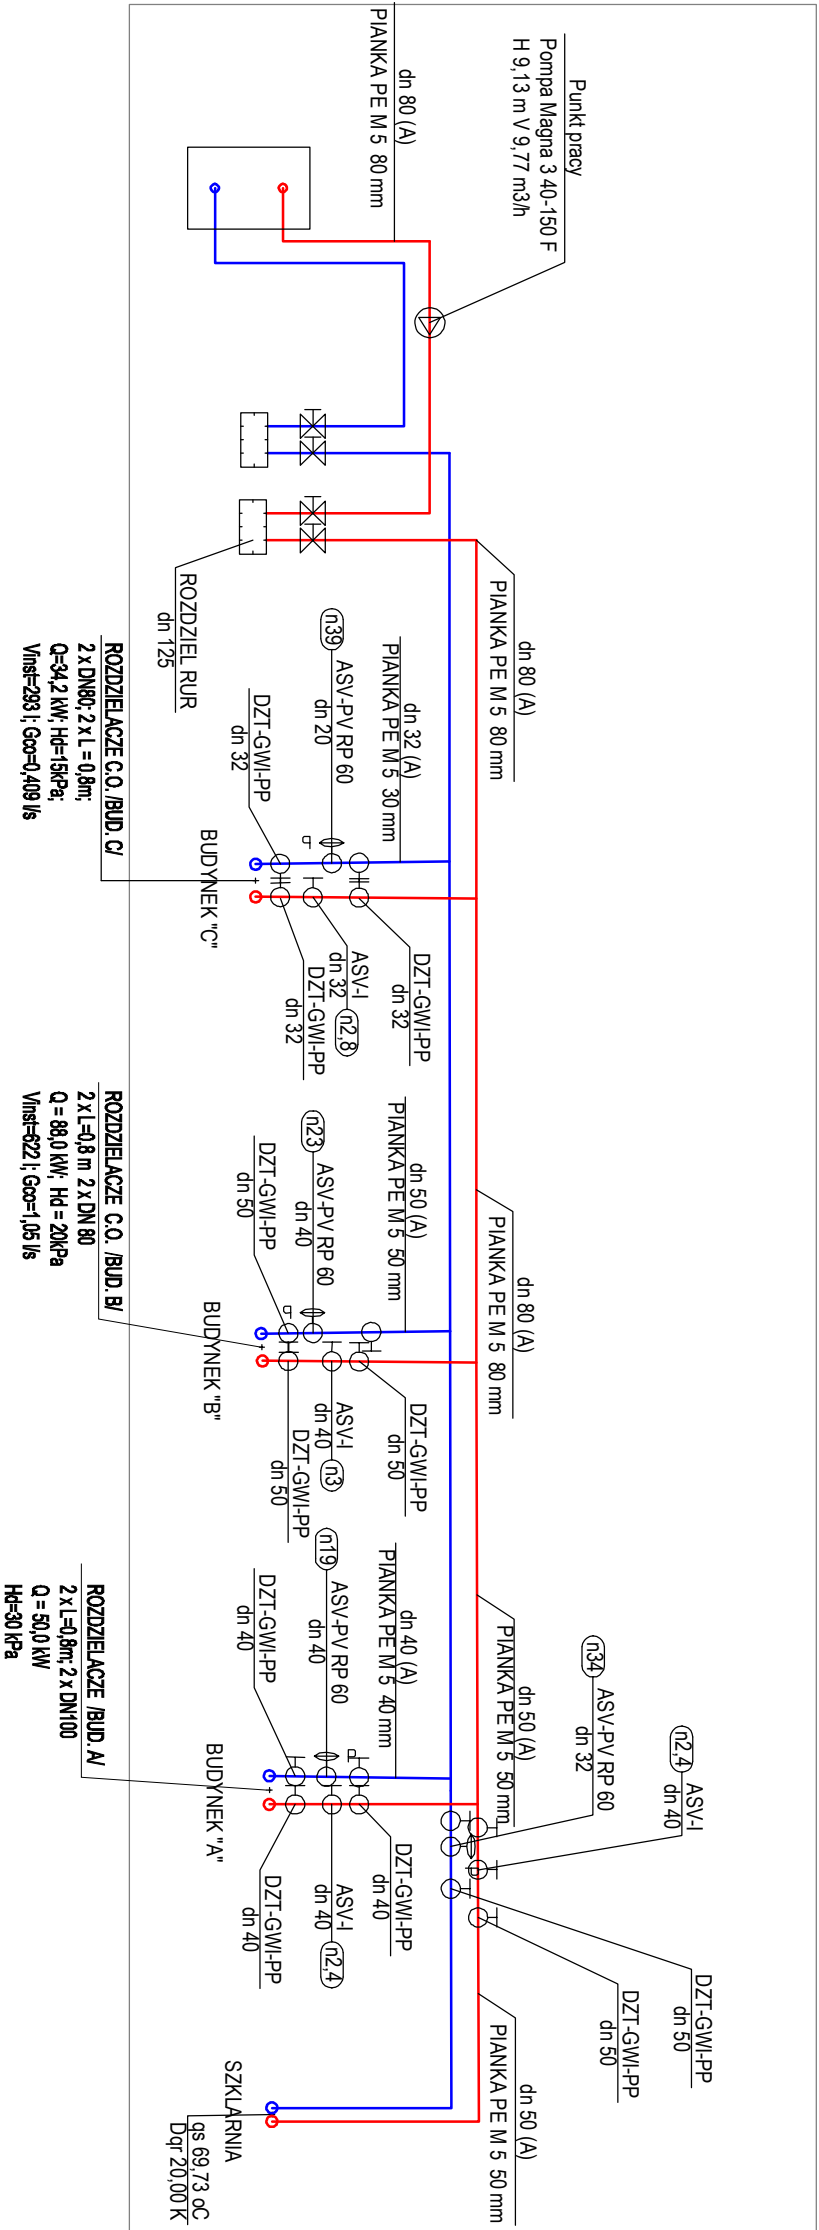 Punkt pracy
Pompa Magna 3 40-150 F
H 9,13 m V 9,77 m3/h
dn 80 (A)
PIANKA PE M 5 80 mm
ROZDZIEL RUR
dn 125
dn 80 (A)
PIANKA PE M 5 80 mm
dn 32 (A)
PIANKA PE M 5 30 mm
n39
ASV-PV RP 60
dn 20
DZT-GWI-PP
dn 32
DZT-GWI-PP
dn 32
ASV-I
dn 32
n2,8
DZT-GWI-PP
dn 32
BUDYNEK "C"
ROZDZIELACZE C.O. /BUD. C/
2 x DN80; 2 x L = 0,8m;
Q=34,2 kW; Hd=15kPa;
Vinst=293 l; Gco=0,409 l/s
dn 80 (A)
PIANKA PE M 5 80 mm
dn 50 (A)
PIANKA PE M 5 50 mm
n23
ASV-PV RP 60
dn 40
DZT-GWI-PP
dn 50
DZT-GWI-PP
dn 50
ASV-I
dn 40
n3
DZT-GWI-PP
dn 50
BUDYNEK "B"
ROZDZIELACZE C.O. /BUD. B/
2 x L=0,8 m 2 x DN 80
Q = 88,0 kW; Hd = 20kPa
Vinst=622 l; Gco=1,05 l/s
dn 50 (A)
PIANKA PE M 5 50 mm
dn 40 (A)
PIANKA PE M 5 40 mm
n19
ASV-PV RP 60
dn 40
DZT-GWI-PP
dn 40
DZT-GWI-PP
dn 40
ASV-I
dn 40
n2,4
DZT-GWI-PP
dn 40
BUDYNEK "A"
ROZDZIELACZE /BUD. A/
2 x L=0,8m; 2 x DN100
Q = 50,0 kW
Hd=30 kPa
n34
ASV-PV RP 60
dn 32
n2,4
ASV-I
dn 40
DZT-GWI-PP
dn 50
DZT-GWI-PP
dn 50
dn 50 (A)
PIANKA PE M 5 50 mm
SZKLARNIA
qs 69,73 oC
Dqr 20,00 K